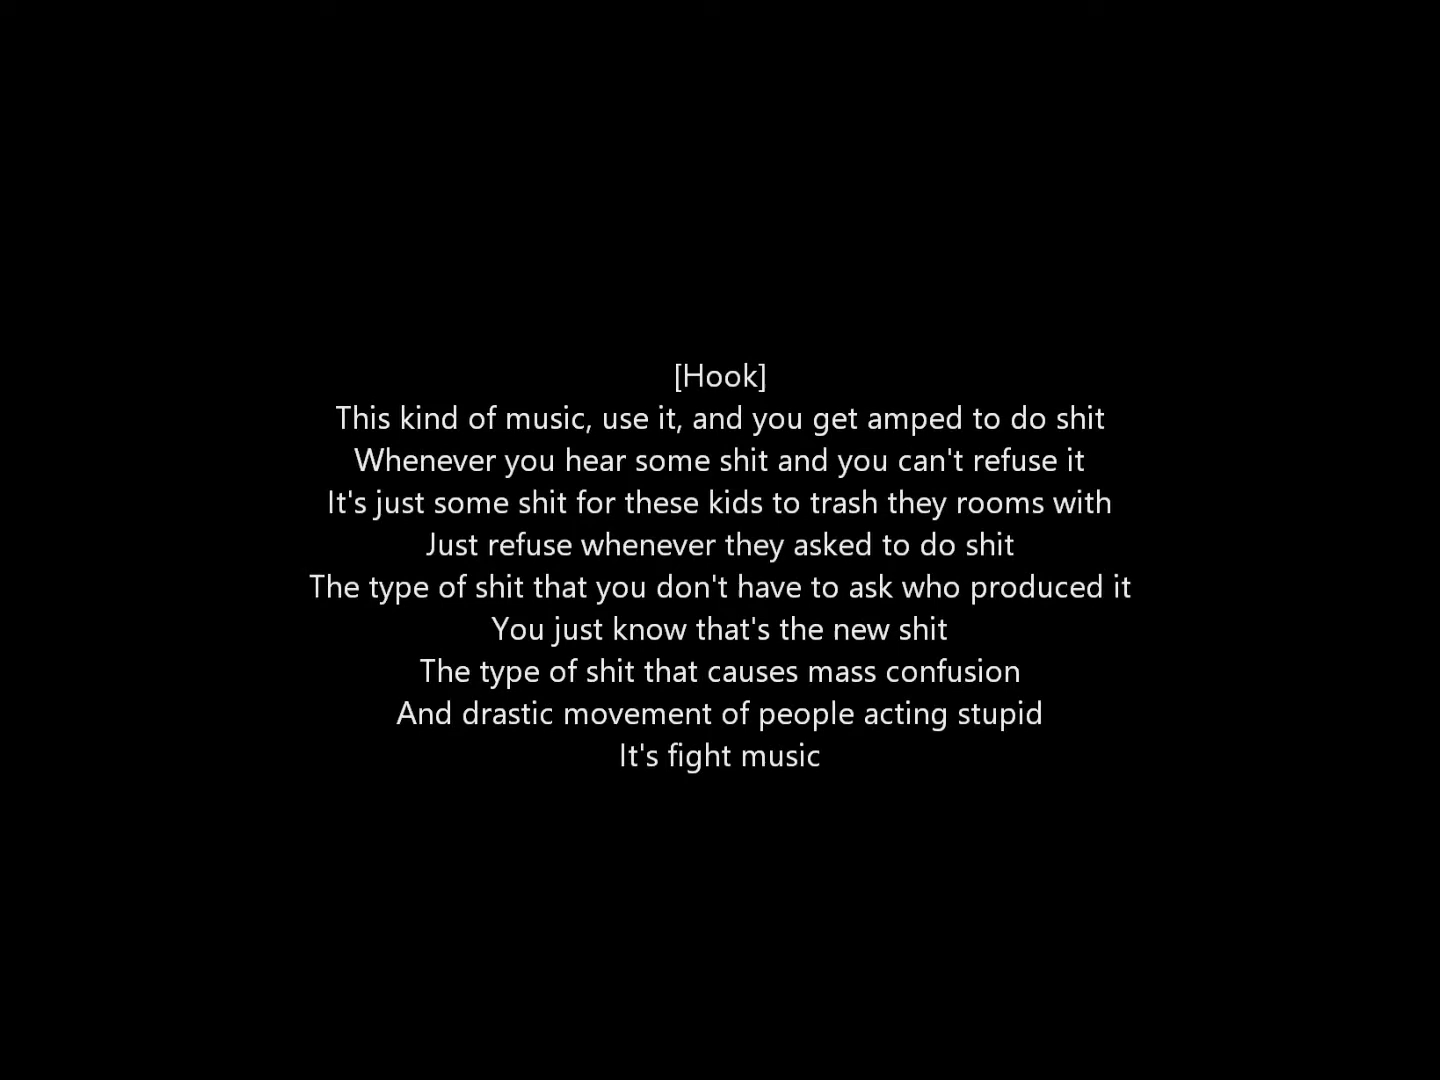 [Hook]
This kind of music, use it, and you get amped to do shit
Whenever you hear some shit and you can't refuse it
It's just some shit for these kids to trash they rooms with
Just refuse whenever they asked to do shit
The type of shit that you don't have to ask who produced it
You just know that's the new shit
The type of shit that causes mass confusion
And drastic movement of people acting stupid
It's fight music